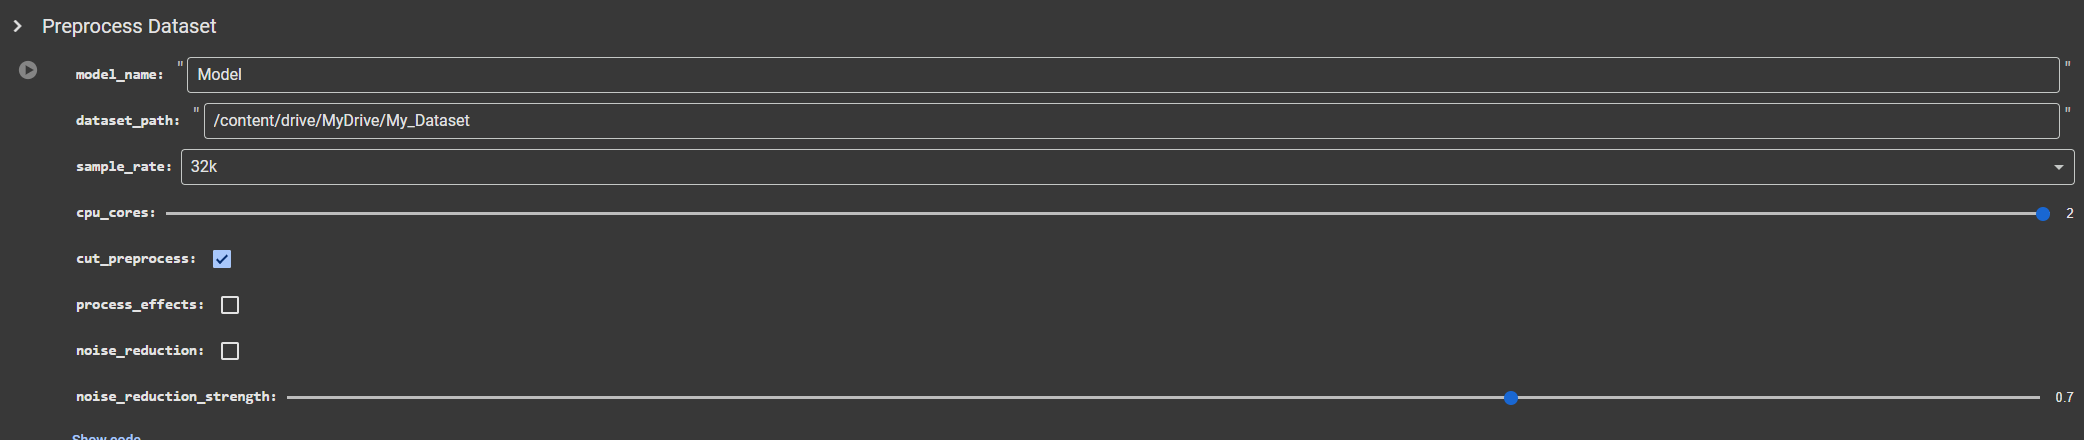 Preprocess Dataset
model_name: "Model"
dataset_path: "/content/drive/MyDrive/My_Dataset"
sample_rate: 32k
cpu_cores: 2
cut_preprocess:
process_effects:
noise_reduction:
noise_reduction_strength: 0.7
Show code